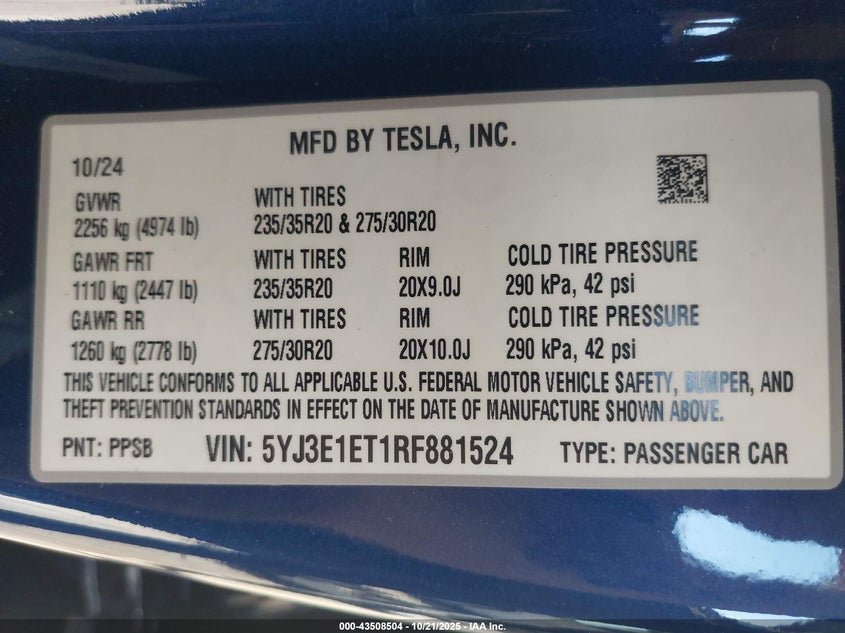 MFD BY TESLA, INC.
10/24
GVWR WITH TIRES
2256 kg (4974 lb) 235/35R20 & 275/30R20
GAWR FRT WITH TIRES RIM COLD TIRE PRESSURE
1110 kg (2447 lb) 235/35R20 20X9.0J 290 kPa, 42 psi
GAWR RR WITH TIRES RIM COLD TIRE PRESSURE
1260 kg (2778 lb) 275/30R20 20X10.0J 290 kPa, 42 psi
THIS VEHICLE CONFORMS TO ALL APPLICABLE U.S. FEDERAL MOTOR VEHICLE SAFETY, BUMPER, AND
THEFT PREVENTION STANDARDS IN EFFECT ON THE DATE OF MANUFACTURE SHOWN ABOVE.
PNT: PPSB VIN: 5YJ3E1ET1RF881524 TYPE: PASSENGER CAR
000-43508504 - 10/21/2025 - IAA Inc.